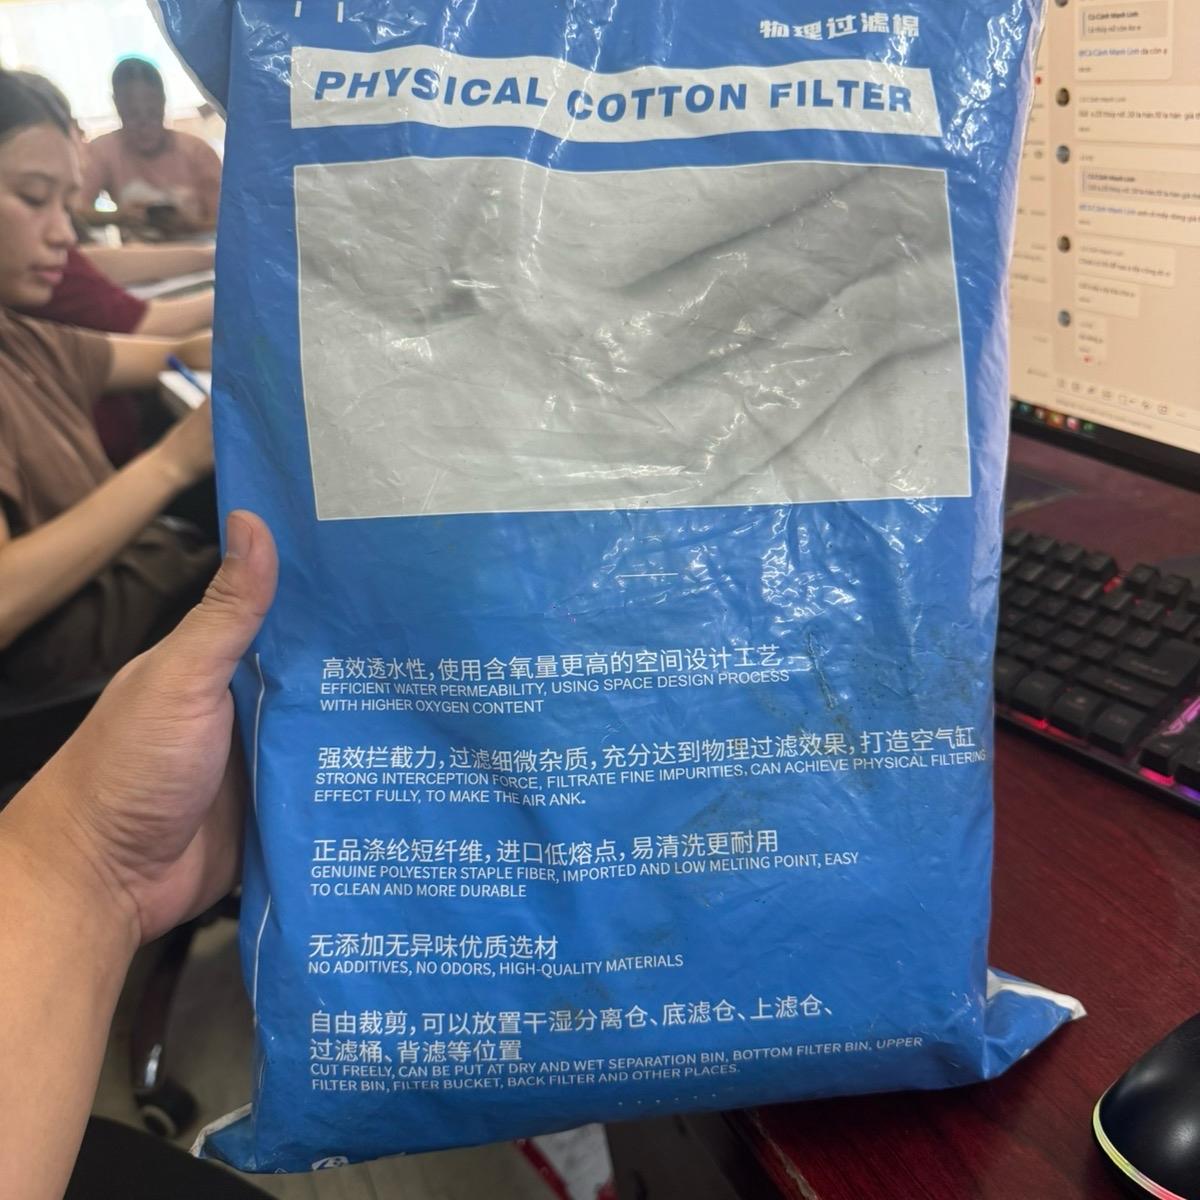 物理过滤棉
PHYSICAL COTTON FILTER
高效透水性,使用含氧量更高的空间设计工艺
EFFICIENT WATER PERMEABILITY, USING SPACE DESIGN PROCESS
WITH HIGHER OXYGEN CONTENT
强效拦截力,过滤细微杂质,充分达到物理过滤效果,打造空气缸
STRONG INTERCEPTION FORCE, FILTRATE FINE IMPURITIES, CAN ACHIEVE PHYSICAL FILTERING
EFFECT FULLY, TO MAKE THE AIR ANK.
正品涤纶短纤维,进口低熔点,易清洗更耐用
GENUINE POLYESTER STAPLE FIBER, IMPORTED AND LOW MELTING POINT, EASY
TO CLEAN AND MORE DURABLE
无添加无异味优质选材
NO ADDITIVES, NO ODORS, HIGH-QUALITY MATERIALS
自由裁剪,可以放置干湿分离仓、底滤仓、上滤仓、
过滤桶、背滤等位置
CUT FREELY, CAN BE PUT AT DRY AND WET SEPARATION BIN, BOTTOM FILTER BIN, UPPER
FILTER BIN, FILTER BUCKET, BACK FILTER AND OTHER PLACES.